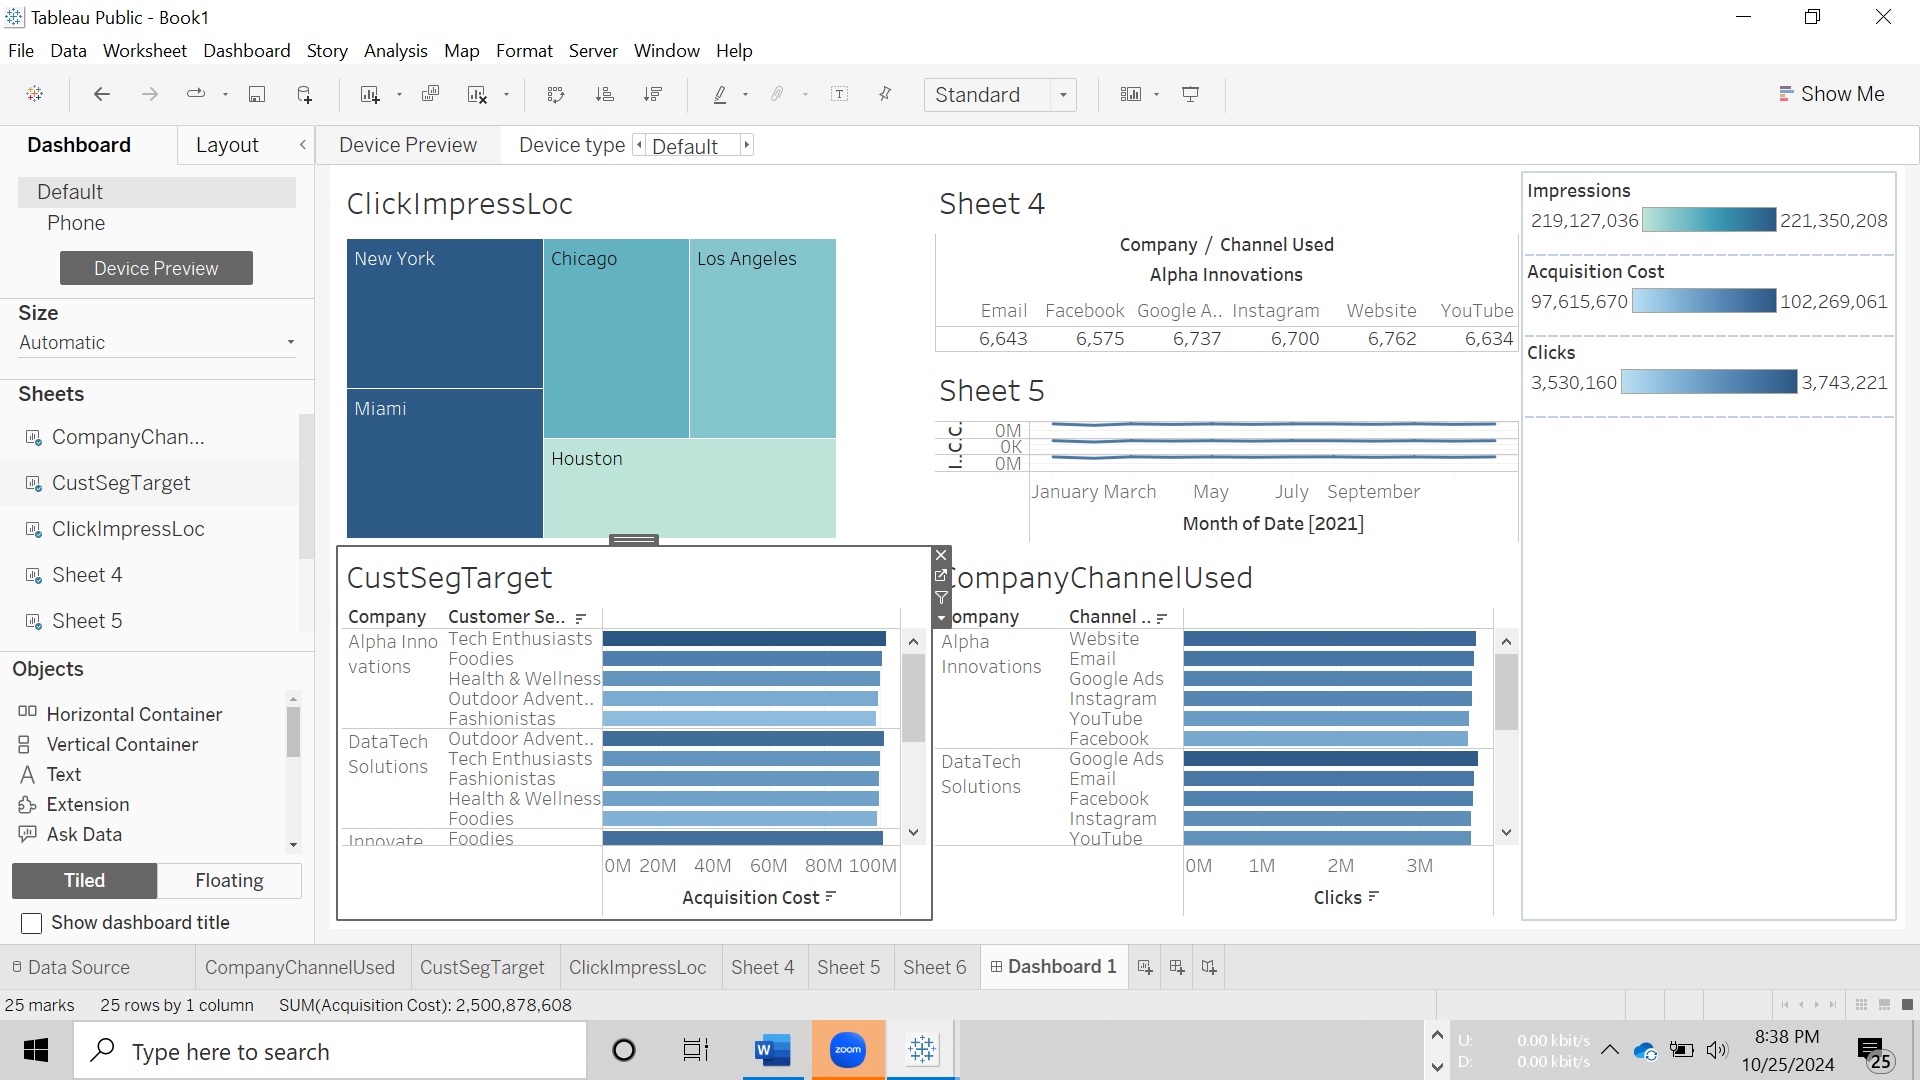 Tableau Public - Book1
File Data Worksheet Dashboard Story Analysis Map Format Server Window Help
Standard
Show Me
Dashboard
Layout
Device Preview
Device type
Default
Default
Phone
Device Preview
Size
Automatic
Sheets
CompanyChan...
CustSegTarget
ClickImpressLoc
Sheet 4
Sheet 5
Objects
Horizontal Container
Vertical Container
Text
Extension
Ask Data
Tiled
Floating
Show dashboard title
ClickImpressLoc
New York
Chicago
Los Angeles
Miami
Houston
Sheet 4
Company / Channel Used
Alpha Innovations
Email Facebook Google A.. Instagram Website YouTube
6,643 6,575 6,737 6,700 6,762 6,634
Sheet 5
I.. C. C.
0M
0K
0M
January March May July September
Month of Date [2021]
Impressions
219,127,036 221,350,208
Acquisition Cost
97,615,670 102,269,061
Clicks
3,530,160 3,743,221
CustSegTarget
Company Customer Se..
Alpha Inno
vations
Tech Enthusiasts
Foodies
Health & Wellness
Outdoor Advent..
Fashionistas
DataTech
Solutions
Outdoor Advent..
Tech Enthusiasts
Fashionistas
Health & Wellness
Foodies
Innovate
Foodies
0M 20M 40M 60M 80M 100M
Acquisition Cost
CompanyChannelUsed
ompany Channel ..
Alpha
Innovations
Website
Email
Google Ads
Instagram
YouTube
Facebook
DataTech
Solutions
Google Ads
Email
Facebook
Instagram
YouTube
0M 1M 2M 3M
Clicks
Data Source CompanyChannelUsed CustSegTarget ClickImpressLoc Sheet 4 Sheet 5 Sheet 6 Dashboard 1
25 marks 25 rows by 1 column SUM(Acquisition Cost): 2,500,878,608
Type here to search
W
zoom
U: 0.00 kbit/s
D: 0.00 kbit/s
8:38 PM
10/25/2024
25